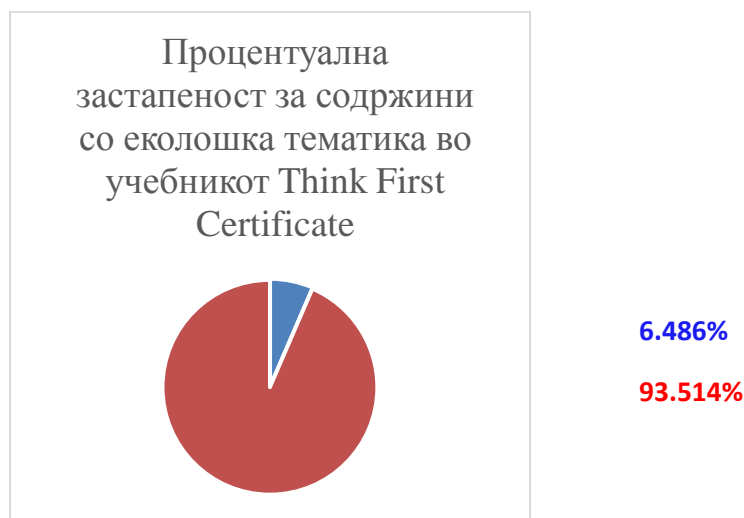 Процентуална
застапеност за содржини
со еколошка тематика во
учебникот Think First
Certificate
6.486%
93.514%